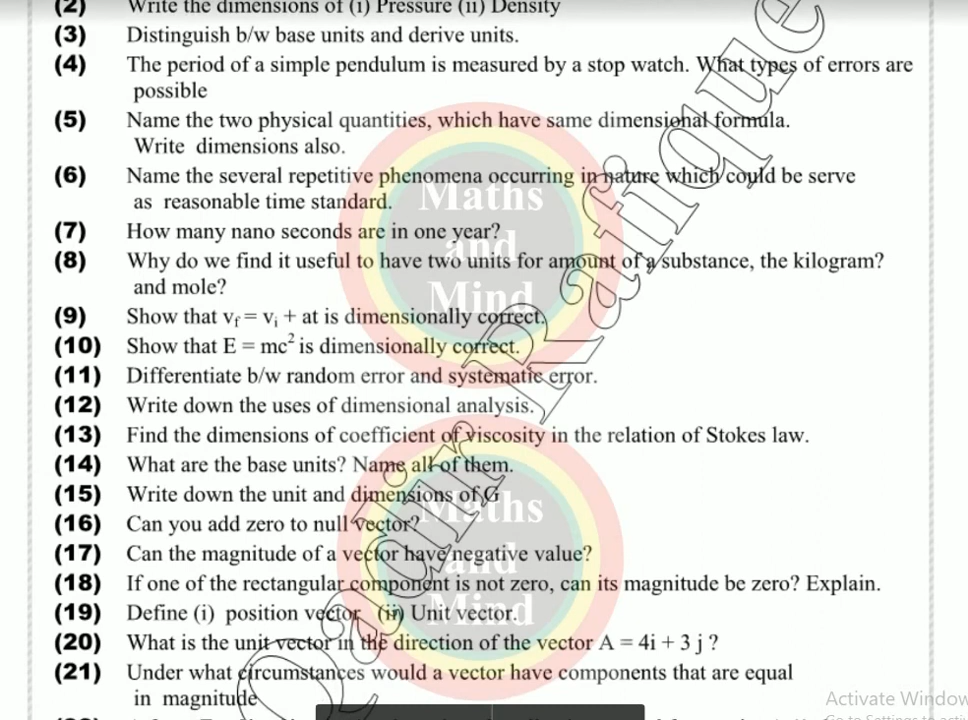 (2) Write the dimensions of (i) Pressure (ii) Density
(3) Distinguish b/w base units and derive units.
(4) The period of a simple pendulum is measured by a stop watch. What types of errors are
possible
(5) Name the two physical quantities, which have same dimensional formula.
Write dimensions also.
(6) Name the several repetitive phenomena occurring in nature which could be serve
as reasonable time standard.
(7) How many nano seconds are in one year?
(8) Why do we find it useful to have two units for amount of a substance, the kilogram?
and mole?
(9) Show that vf = vi + at is dimensionally correct.
(10) Show that E = mc² is dimensionally correct.
(11) Differentiate b/w random error and systematic error.
(12) Write down the uses of dimensional analysis.
(13) Find the dimensions of coefficient of viscosity in the relation of Stokes law.
(14) What are the base units? Name all of them.
(15) Write down the unit and dimensions of G
(16) Can you add zero to null vector?
(17) Can the magnitude of a vector have negative value?
(18) If one of the rectangular component is not zero, can its magnitude be zero? Explain.
(19) Define (i) position vector (ii) Unit vector.
(20) What is the unit vector in the direction of the vector A = 4i + 3 j ?
(21) Under what circumstances would a vector have components that are equal
in magnitude
Maths
and
Mind
Maths
and
Mind
Qadir Rafique
Activate Window